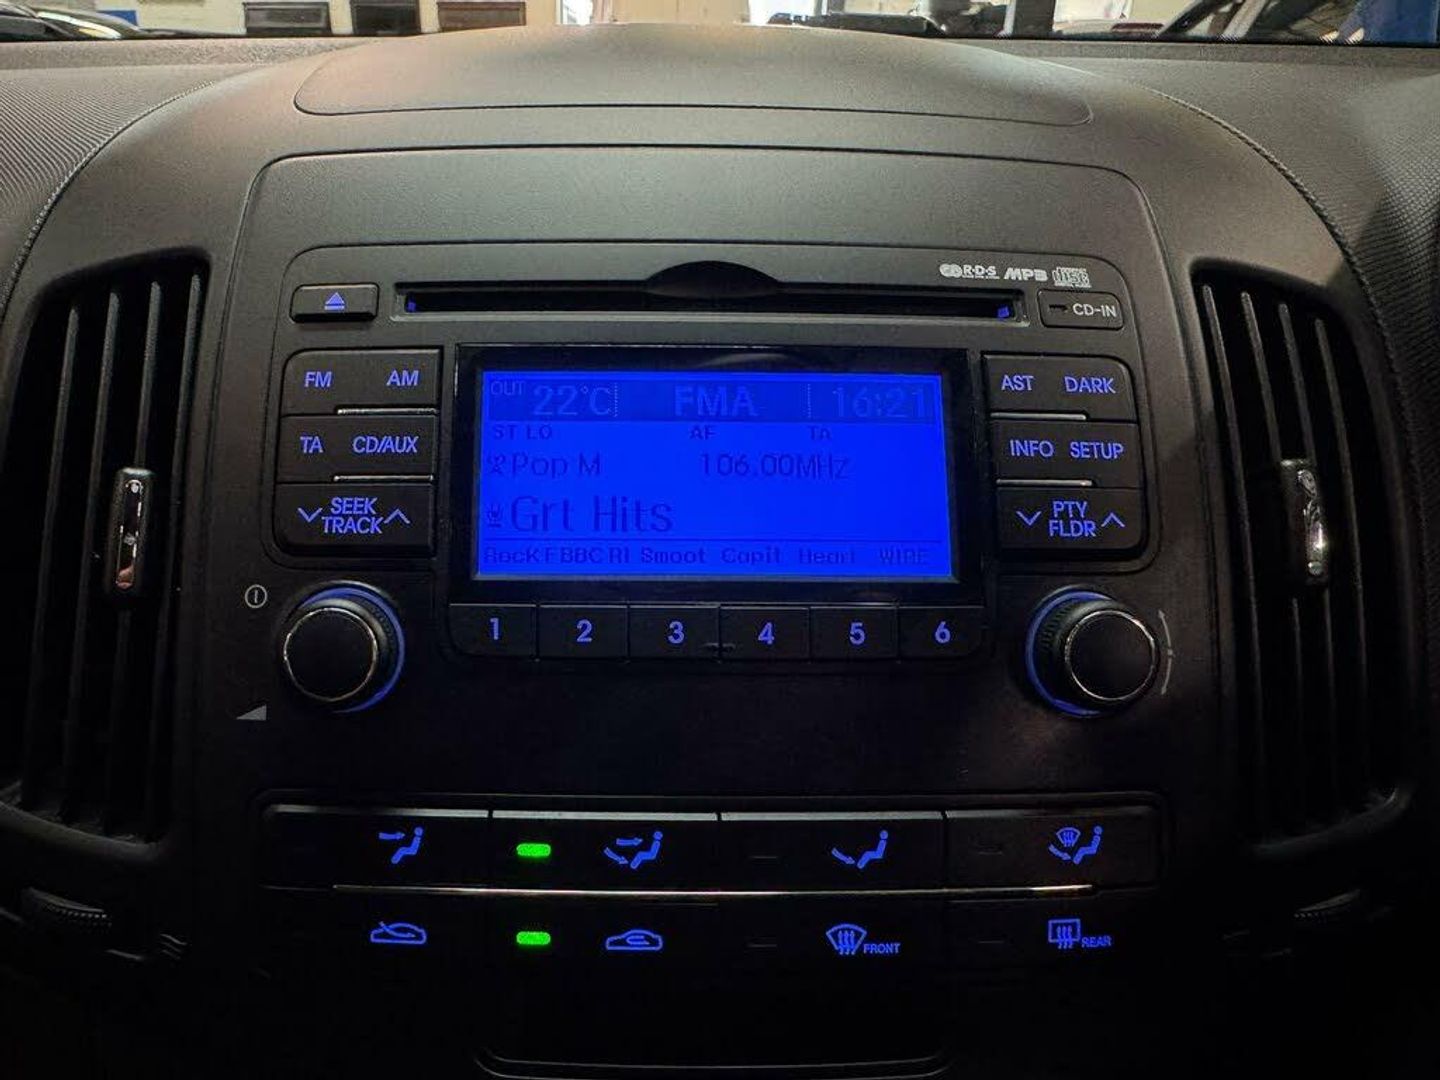 R·D·S MP3
CD-IN
FM AM
AST DARK
OUT 22°C FMA 16:21
ST LO AF TA
TA CD/AUX
INFO SETUP
Pop M 106.00MHz
SEEK
TRACK
PTY
FLDR
Grt Hits
RockF BBC R1 Smoot Capit Heart WIRE
1 2 3 4 5 6
FRONT
REAR